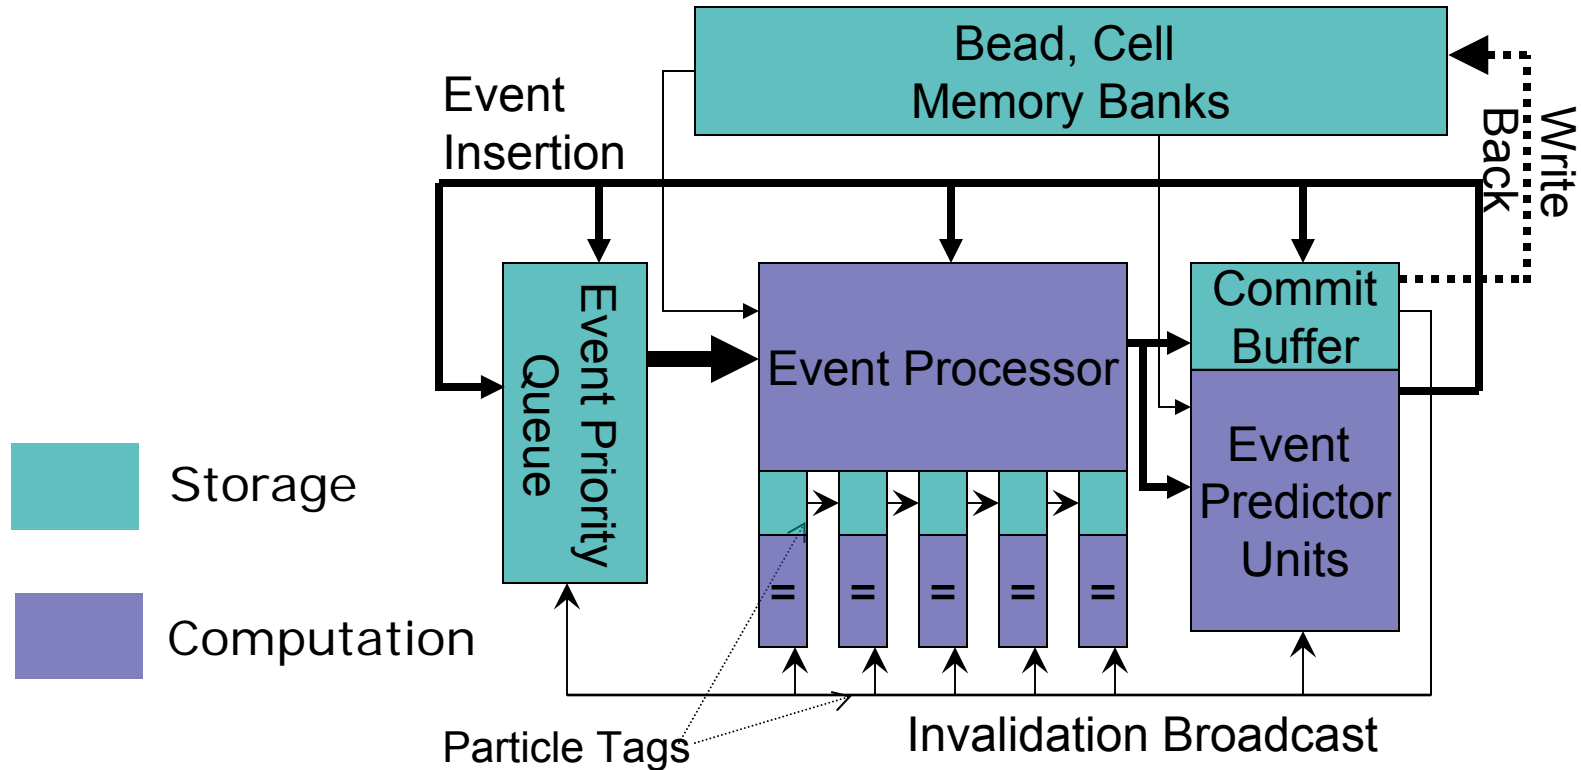 Bead, Cell
Memory Banks
Event
Insertion
Write
Back
Event Priority
Queue
Event Processor
Commit
Buffer
Event
Predictor
Units
Storage
Computation
=
=
=
=
=
Particle Tags
Invalidation Broadcast